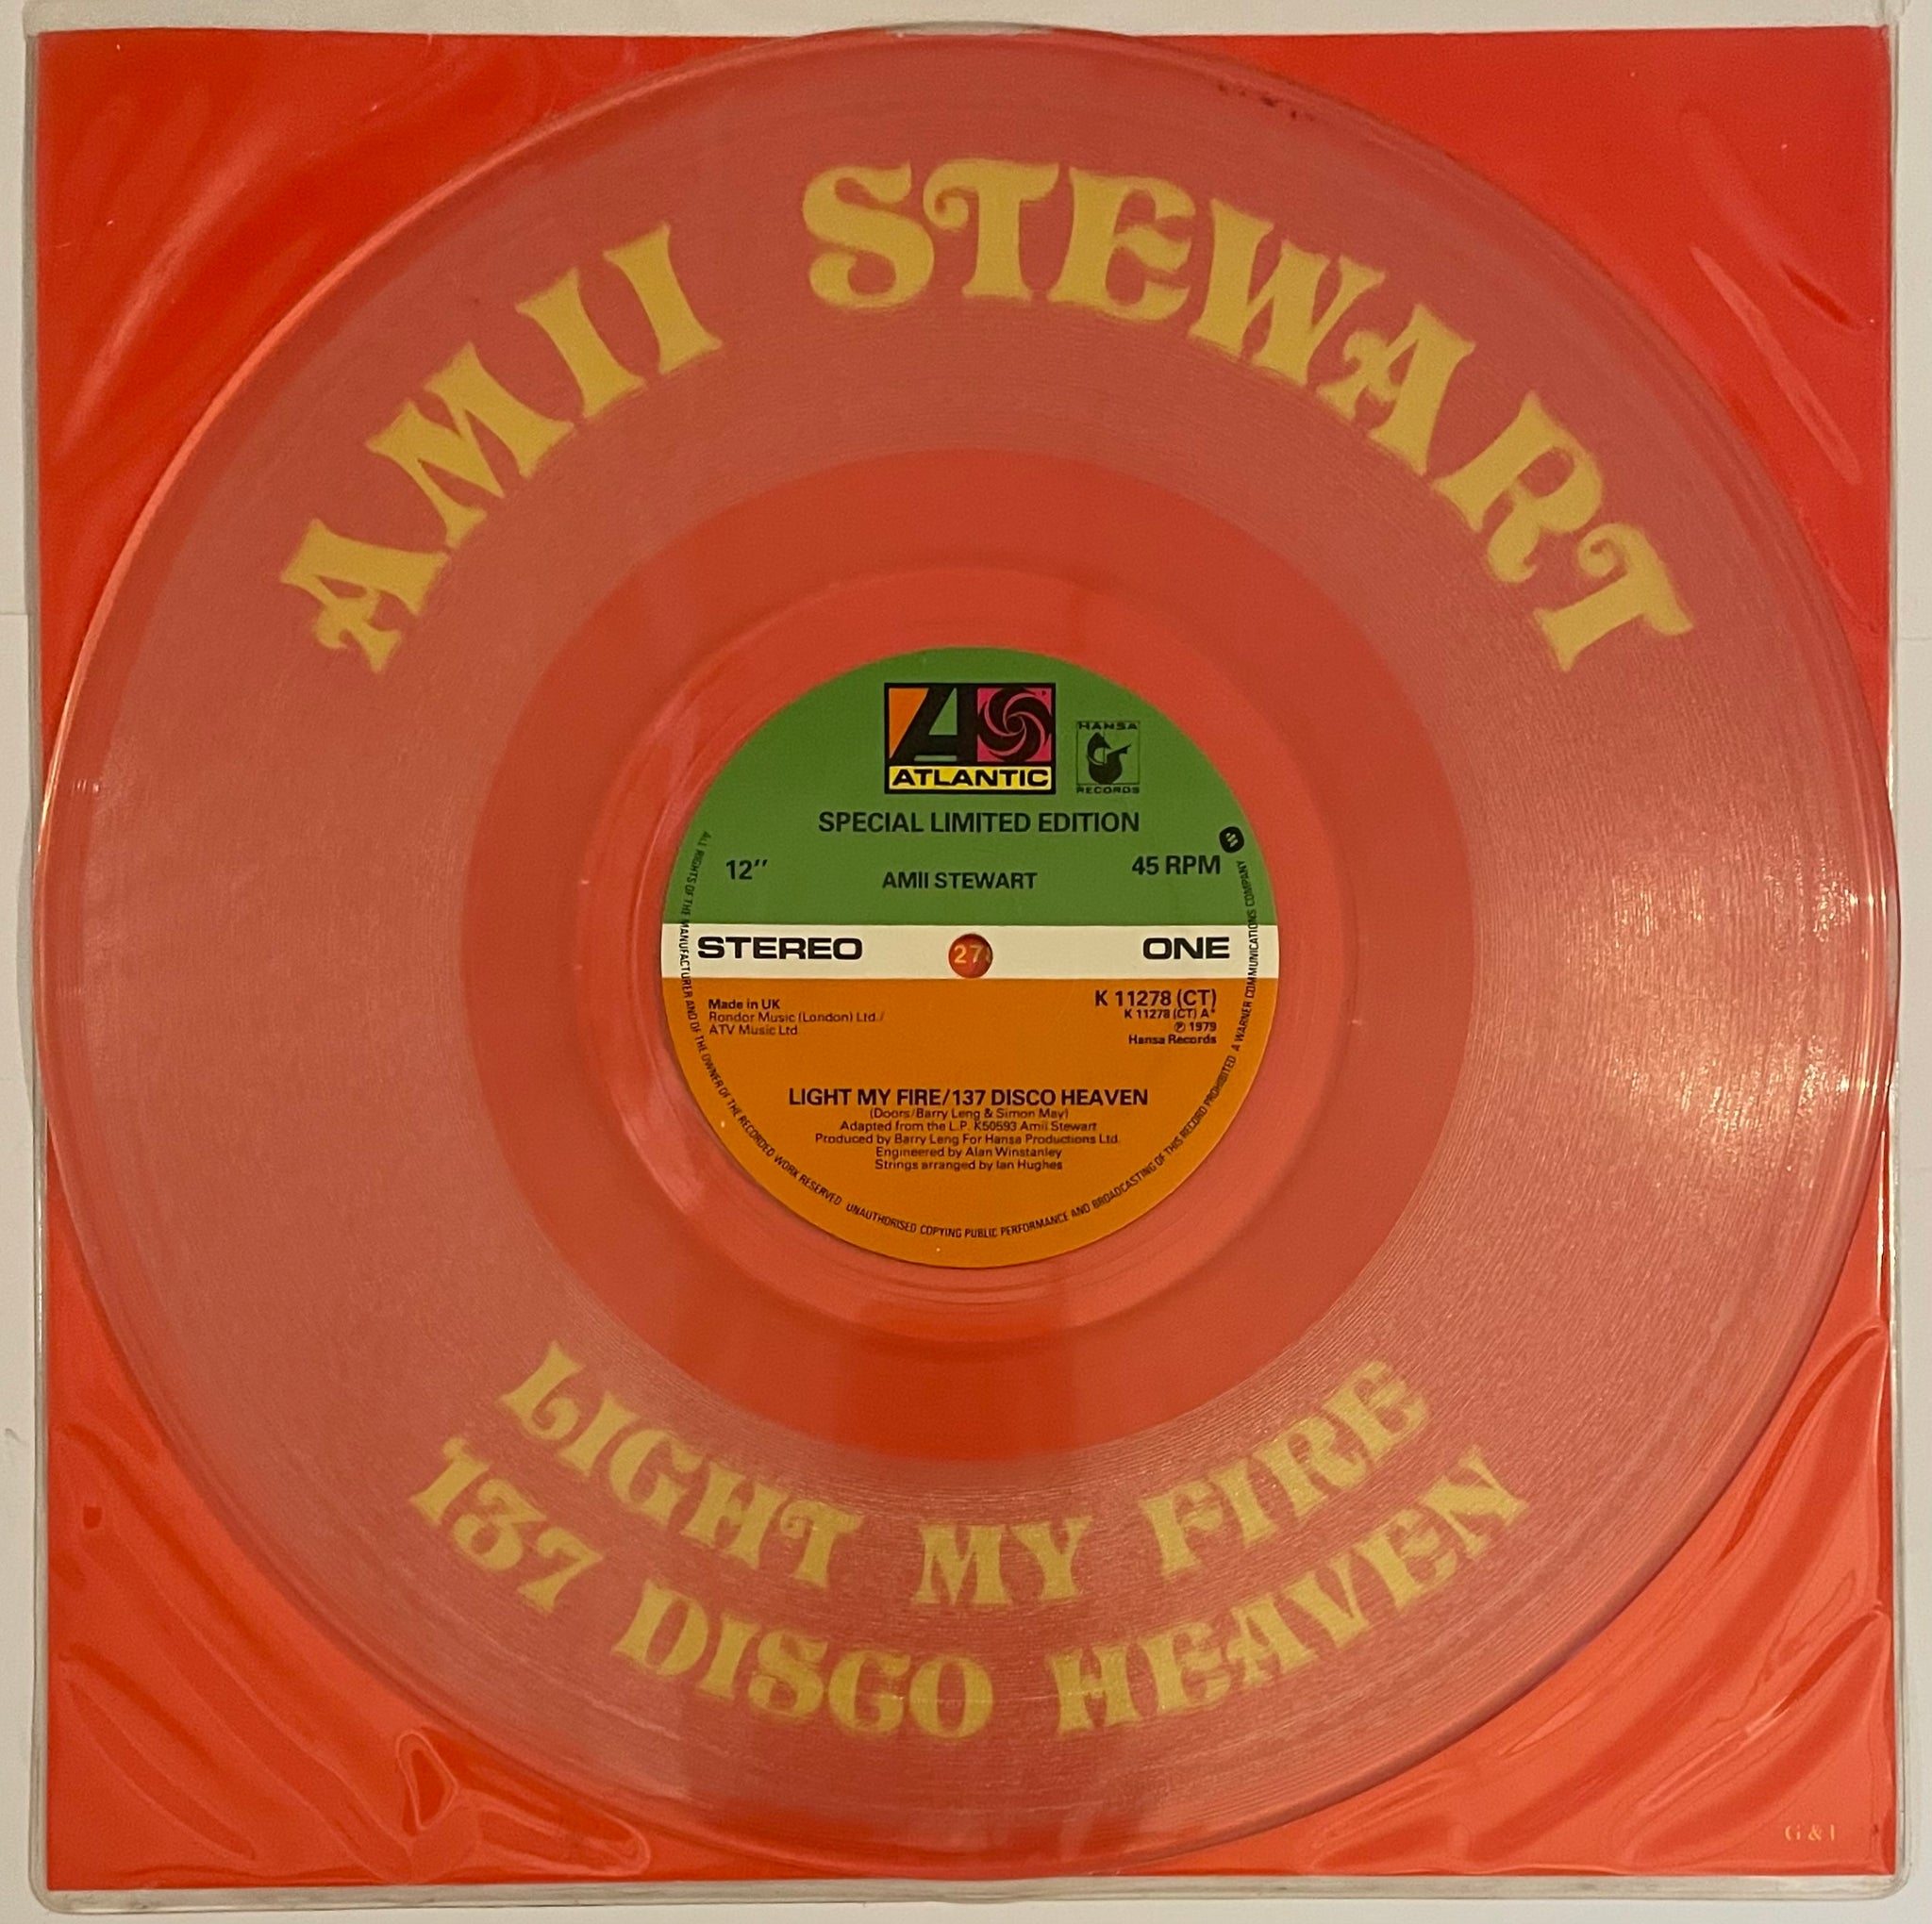 AMII STEWART
ATLANTIC
HANSA
RECORDS
SPECIAL LIMITED EDITION
12″
AMII STEWART
45 RPM
STEREO
27
ONE
Made in UK
Rondor Music (London) Ltd./
ATV Music Ltd
K 11278 (CT)
K 11278 (CT) A*
℗ 1979
Hansa Records
LIGHT MY FIRE/137 DISCO HEAVEN
(Doors/Barry Leng & Simon May)
Adapted from the L.P. K50593 Amii Stewart
Produced by Barry Leng For Hansa Productions Ltd.
Engineered by Alan Winstanley
Strings arranged by Ian Hughes
ALL RIGHTS OF THE MANUFACTURER AND OF THE OWNER OF THE RECORDED WORK RESERVED UNAUTHORISED COPYING PUBLIC PERFORMANCE AND BROADCASTING OF THIS RECORD PROHIBITED A WARNER COMMUNICATIONS COMPANY
LIGHT MY FIRE
137 DISCO HEAVEN